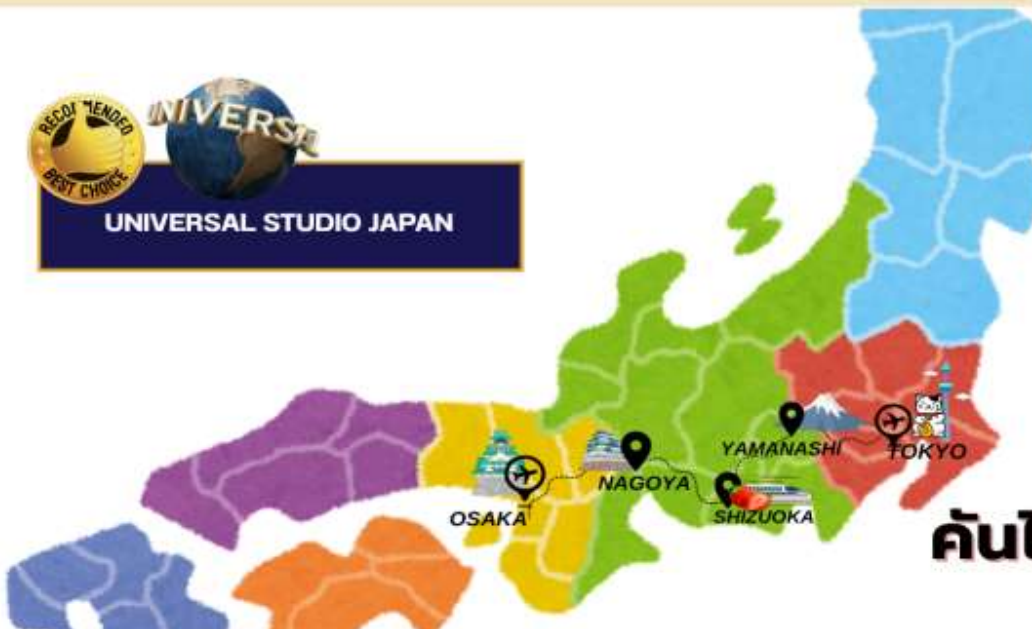 RECOMMENDED
BEST CHOICE
UNIVERSAL
UNIVERSAL STUDIO JAPAN
YAMANASHI
TOKYO
NAGOYA
OSAKA
SHIZUOKA